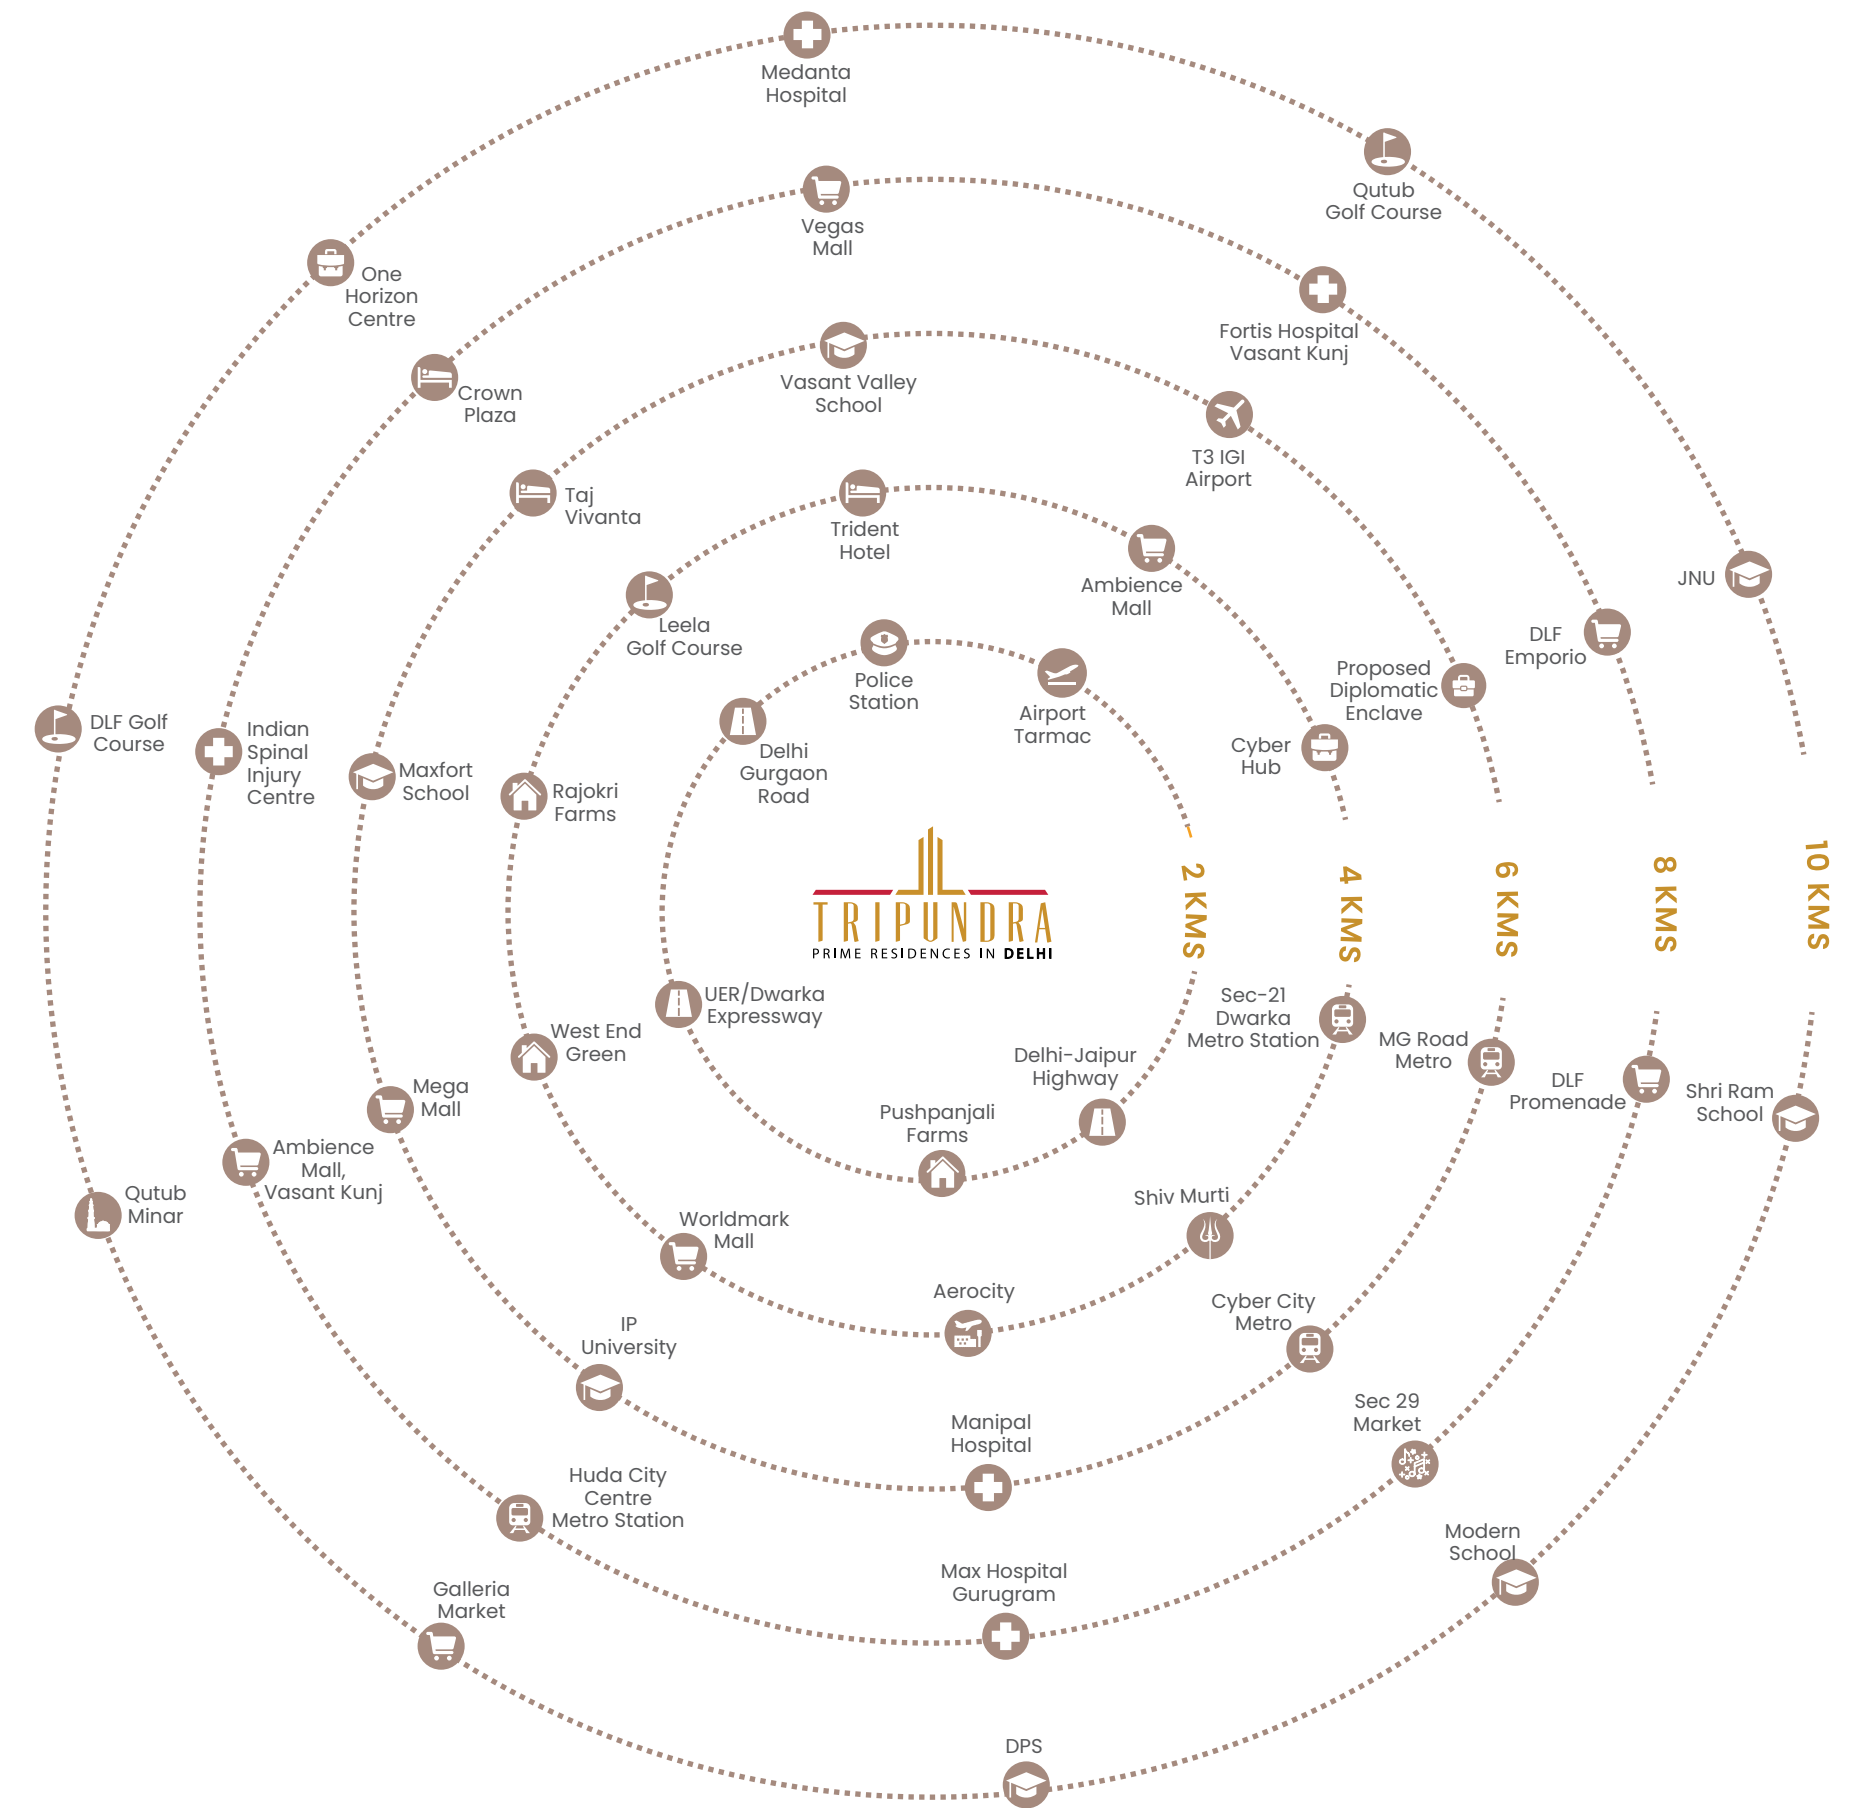 Medanta
Hospital
Qutub
Golf Course
Vegas
Mall
One
Horizon
Centre
Fortis Hospital
Vasant Kunj
Vasant Valley
School
Crown
Plaza
T3 IGI
Airport
Taj
Vivanta
Trident
Hotel
Ambience
Mall
JNU
Leela
Golf Course
DLF
Emporio
Police
Station
Proposed
Diplomatic
Enclave
Airport
Tarmac
DLF Golf
Course
Indian
Spinal
Injury
Centre
Delhi
Gurgaon
Road
Cyber
Hub
Maxfort
School
Rajokri
Farms
TRIPUNDRA
PRIME RESIDENCES IN DELHI
2 KMS
4 KMS
6 KMS
8 KMS
10 KMS
UER/Dwarka
Expressway
Sec-21
Dwarka
Metro Station
West End
Green
MG Road
Metro
Delhi-Jaipur
Highway
DLF
Promenade
Mega
Mall
Shri Ram
School
Pushpanjali
Farms
Ambience
Mall,
Vasant Kunj
Qutub
Minar
Shiv Murti
Worldmark
Mall
Aerocity
Cyber City
Metro
IP
University
Sec 29
Market
Manipal
Hospital
Huda City
Centre
Metro Station
Modern
School
Max Hospital
Gurugram
Galleria
Market
DPS